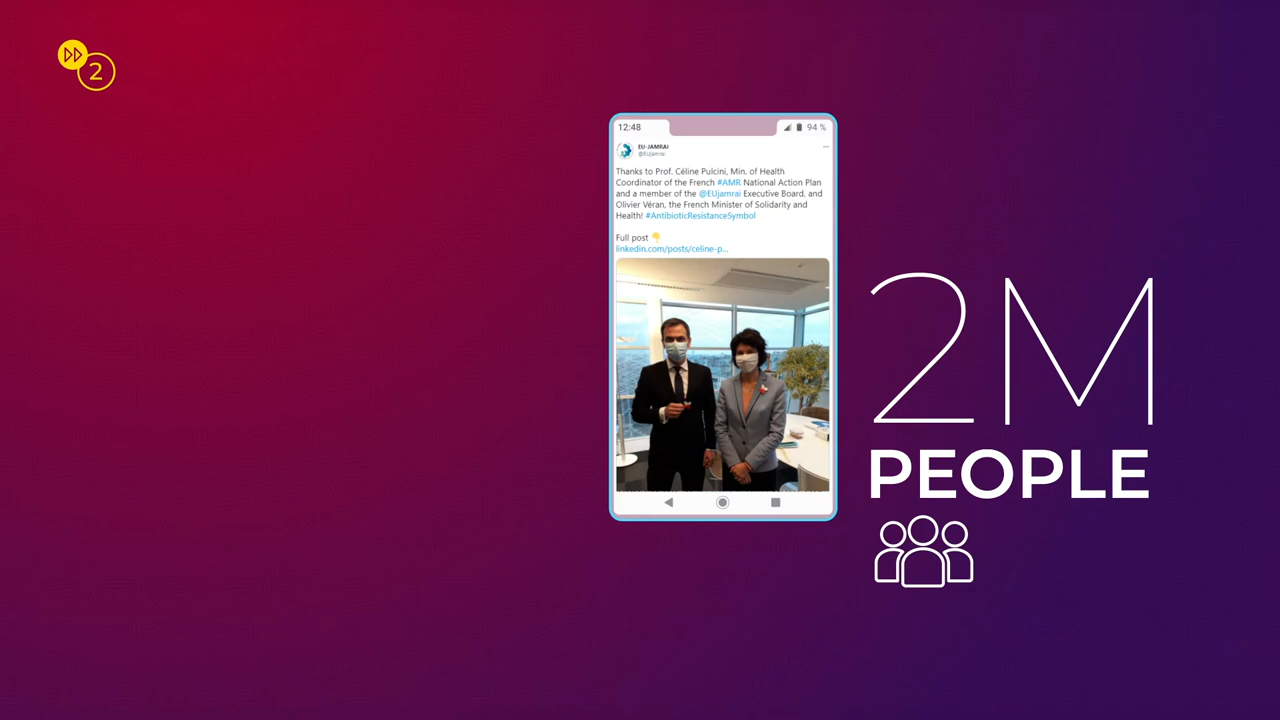 2
12:48
94 %
EU-JAMRAI
@EUjamrai
Thanks to Prof. Céline Pulcini, Min. of Health
Coordinator of the French #AMR National Action Plan
and a member of the @EUjamrai Executive Board, and
Olivier Véran, the French Minister of Solidarity and
Health! #AntibioticResistanceSymbol
Full post 👇
linkedin.com/posts/celine-p...
2M
PEOPLE